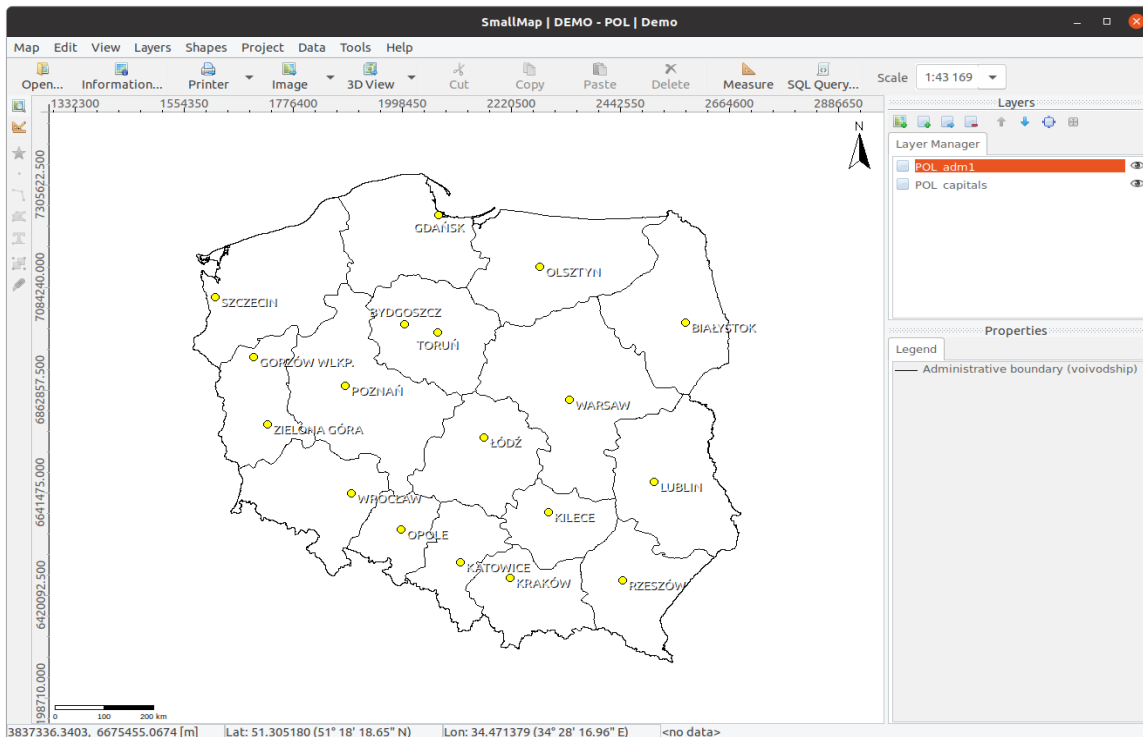 SmallMap | DEMO - POL | Demo
Map Edit View Layers Shapes Project Data Tools Help
Open... Information... Printer Image 3D View Cut Copy Paste Delete Measure SQL Query... Scale 1:43 169
1332300 1554350 1776400 1998450 2220500 2442550 2664600 2886650
7305622.500
7084240.000
6862857.500
6641475.000
6420092.500
198710.000
N
GDAŃSK
OLSZTYN
SZCZECIN
BYDGOSZCZ
TORUŃ
BIAŁYSTOK
GORZÓW WLKP.
POZNAŃ
WARSAW
ZIELONA GÓRA
ŁÓDŹ
LUBLIN
WROCŁAW
KILECE
OPOLE
KATOWICE
KRAKÓW
RZESZÓW
0 100 200 km
Layers
Layer Manager
POL_adm1
POL_capitals
Properties
Legend
Administrative boundary (voivodship)
3837336.3403, 6675455.0674 [m] Lat: 51.305180 (51° 18' 18.65" N) Lon: 34.471379 (34° 28' 16.96" E) <no data>